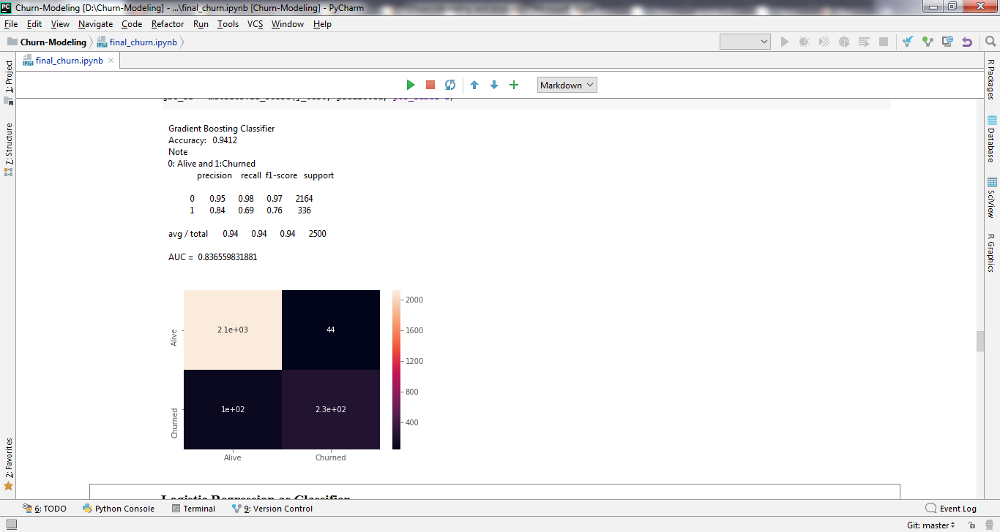 Churn-Modeling [D:\Churn-Modeling] - ...\final_churn.ipynb [Churn-Modeling] - PyCharm
File Edit View Navigate Code Refactor Run Tools VCS Window Help
Churn-Modeling final_churn.ipynb
final_churn.ipynb
Markdown
1: Project
7: Structure
2: Favorites
R Packages
Database
SciView
R Graphics
Gradient Boosting Classifier
Accuracy: 0.9412
Note
0: Alive and 1:Churned
precision recall f1-score support
0 0.95 0.98 0.97 2164
1 0.84 0.69 0.76 336
avg / total 0.94 0.94 0.94 2500
AUC = 0.836559831881
Alive 2.1e+03 44
Churned 1e+02 2.3e+02
Alive Churned
2000
1600
1200
800
400
Logistic Regression as Classifier
6: TODO Python Console Terminal 9: Version Control Event Log
Git: master